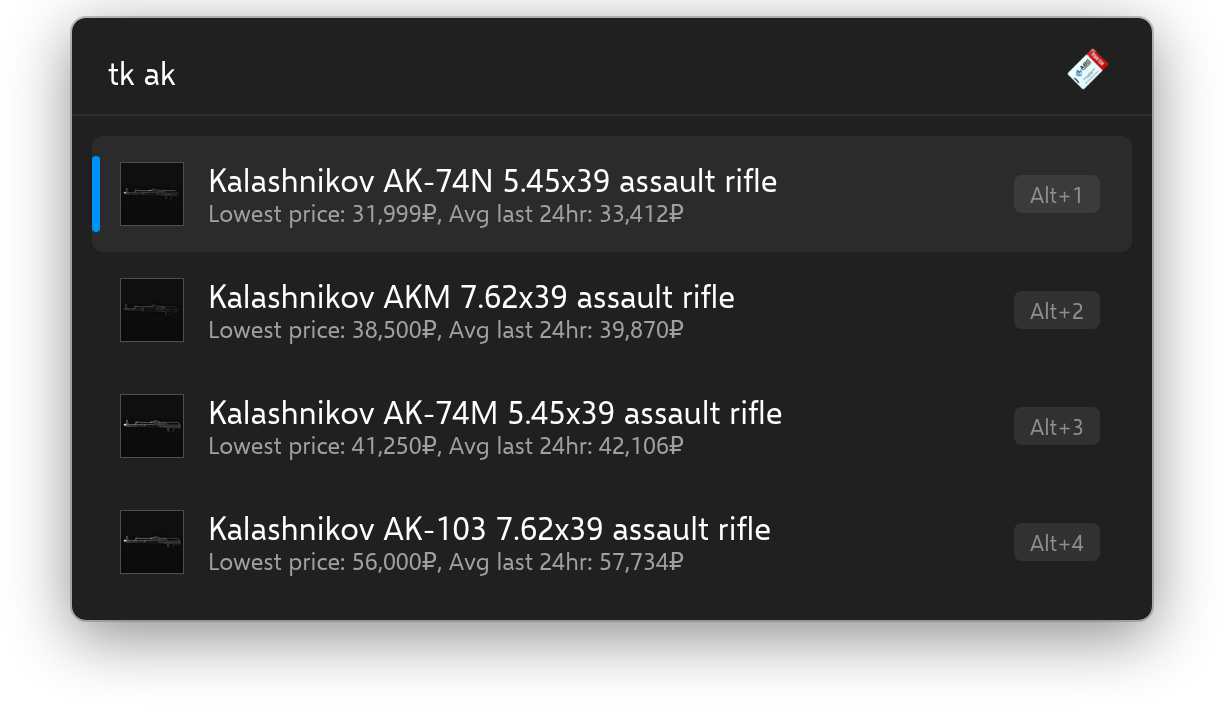 tk ak
Kalashnikov AK-74N 5.45x39 assault rifle
Lowest price: 31,999₽, Avg last 24hr: 33,412₽
Alt+1
Kalashnikov AKM 7.62x39 assault rifle
Lowest price: 38,500₽, Avg last 24hr: 39,870₽
Alt+2
Kalashnikov AK-74M 5.45x39 assault rifle
Lowest price: 41,250₽, Avg last 24hr: 42,106₽
Alt+3
Kalashnikov AK-103 7.62x39 assault rifle
Lowest price: 56,000₽, Avg last 24hr: 57,734₽
Alt+4